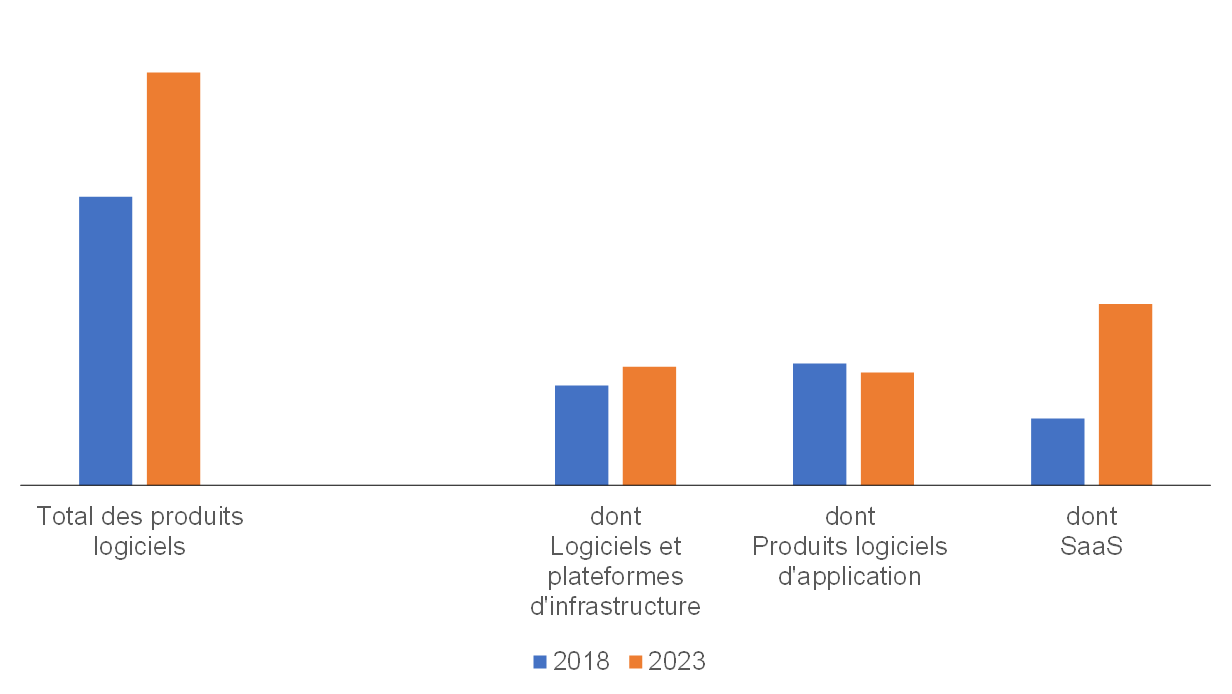 Total des produits
logiciels
dont
Logiciels et
plateformes
d'infrastructure
dont
Produits logiciels
d'application
dont
SaaS
2018
2023